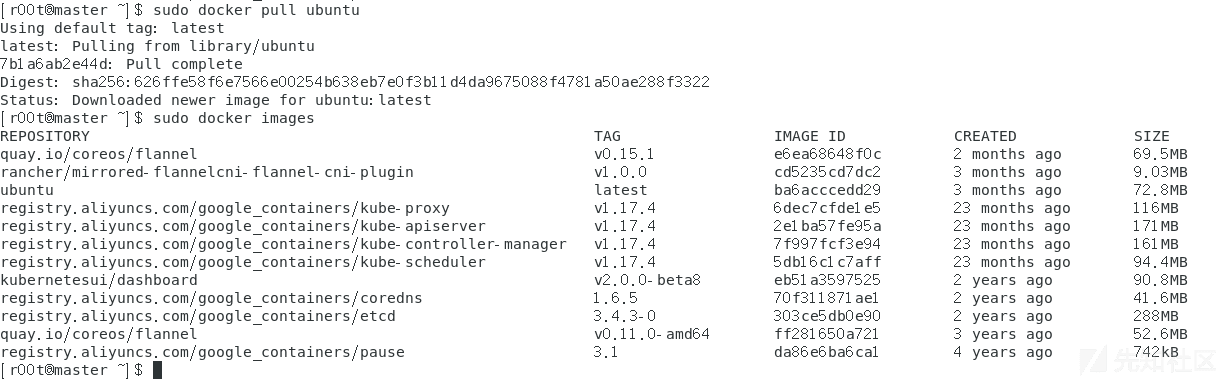 [r00t@master ~]$ sudo docker pull ubuntu
Using default tag: latest
latest: Pulling from library/ubuntu
7b1a6ab2e44d: Pull complete
Digest: sha256:626ffe58f6e7566e00254b638eb7e0f3b11d4da9675088f4781a50ae288f3322
Status: Downloaded newer image for ubuntu:latest
[r00t@master ~]$ sudo docker images
REPOSITORY TAG IMAGE ID CREATED SIZE
quay.io/coreos/flannel v0.15.1 e6ea68648f0c 2 months ago 69.5MB
rancher/mirrored-flannelcni-flannel-cni-plugin v1.0.0 cd5235cd7dc2 3 months ago 9.03MB
ubuntu latest ba6acccedd29 3 months ago 72.8MB
registry.aliyuncs.com/google_containers/kube-proxy v1.17.4 6dec7cfde1e5 23 months ago 116MB
registry.aliyuncs.com/google_containers/kube-apiserver v1.17.4 2e1ba57fe95a 23 months ago 171MB
registry.aliyuncs.com/google_containers/kube-controller-manager v1.17.4 7f997fcf3e94 23 months ago 161MB
registry.aliyuncs.com/google_containers/kube-scheduler v1.17.4 5db16c1c7aff 23 months ago 94.4MB
kubernetesui/dashboard v2.0.0-beta8 eb51a3597525 2 years ago 90.8MB
registry.aliyuncs.com/google_containers/coredns 1.6.5 70f311871ae1 2 years ago 41.6MB
registry.aliyuncs.com/google_containers/etcd 3.4.3-0 303ce5db0e90 2 years ago 288MB
quay.io/coreos/flannel v0.11.0-amd64 ff281650a721 3 years ago 52.6MB
registry.aliyuncs.com/google_containers/pause 3.1 da86e6ba6ca1 4 years ago 742kB
[r00t@master ~]$
先知社区